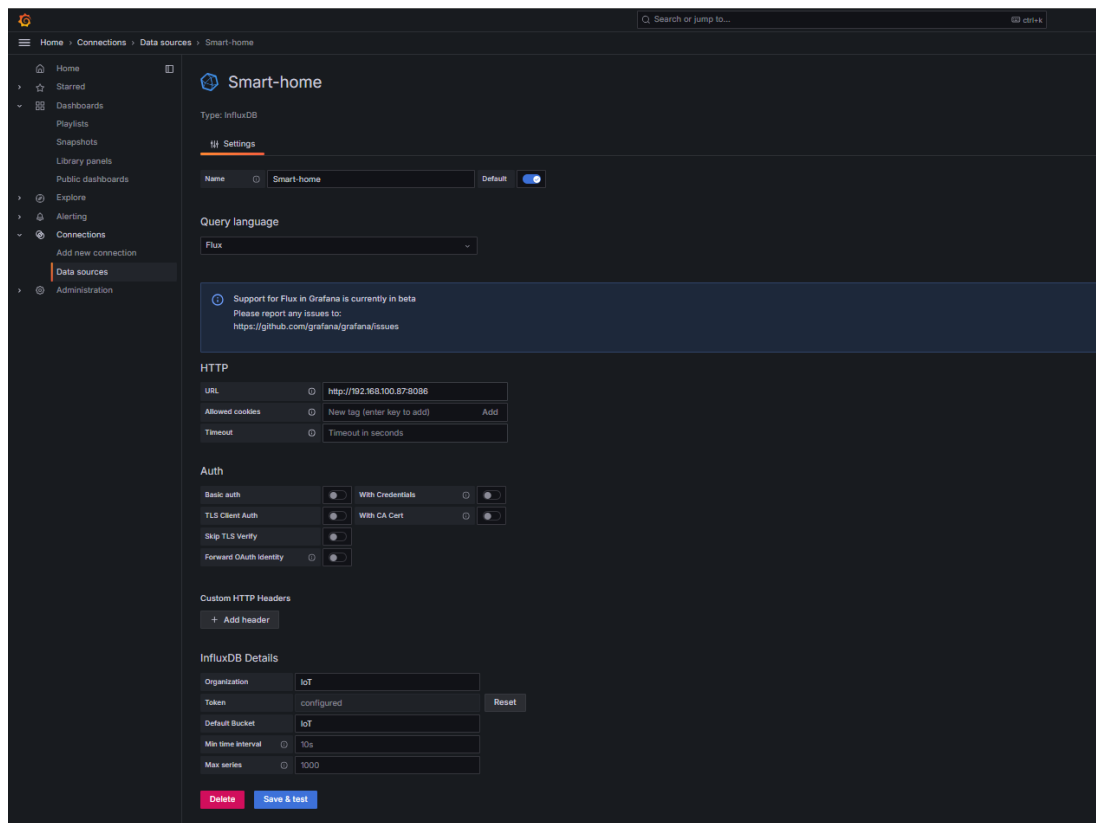 Search or jump to...
ctrl+k
Home › Connections › Data sources › Smart-home
Home
Starred
Dashboards
Playlists
Snapshots
Library panels
Public dashboards
Explore
Alerting
Connections
Add new connection
Data sources
Administration
Smart-home
Type: InfluxDB
Settings
Name Smart-home Default
Query language
Flux
Support for Flux in Grafana is currently in beta
Please report any issues to:
https://github.com/grafana/grafana/issues
HTTP
URL http://192.168.100.87:8086
Allowed cookies New tag (enter key to add) Add
Timeout Timeout in seconds
Auth
Basic auth With Credentials
TLS Client Auth With CA Cert
Skip TLS Verify
Forward OAuth Identity
Custom HTTP Headers
+ Add header
InfluxDB Details
Organization IoT
Token configured Reset
Default Bucket IoT
Min time interval 10s
Max series 1000
Delete Save & test